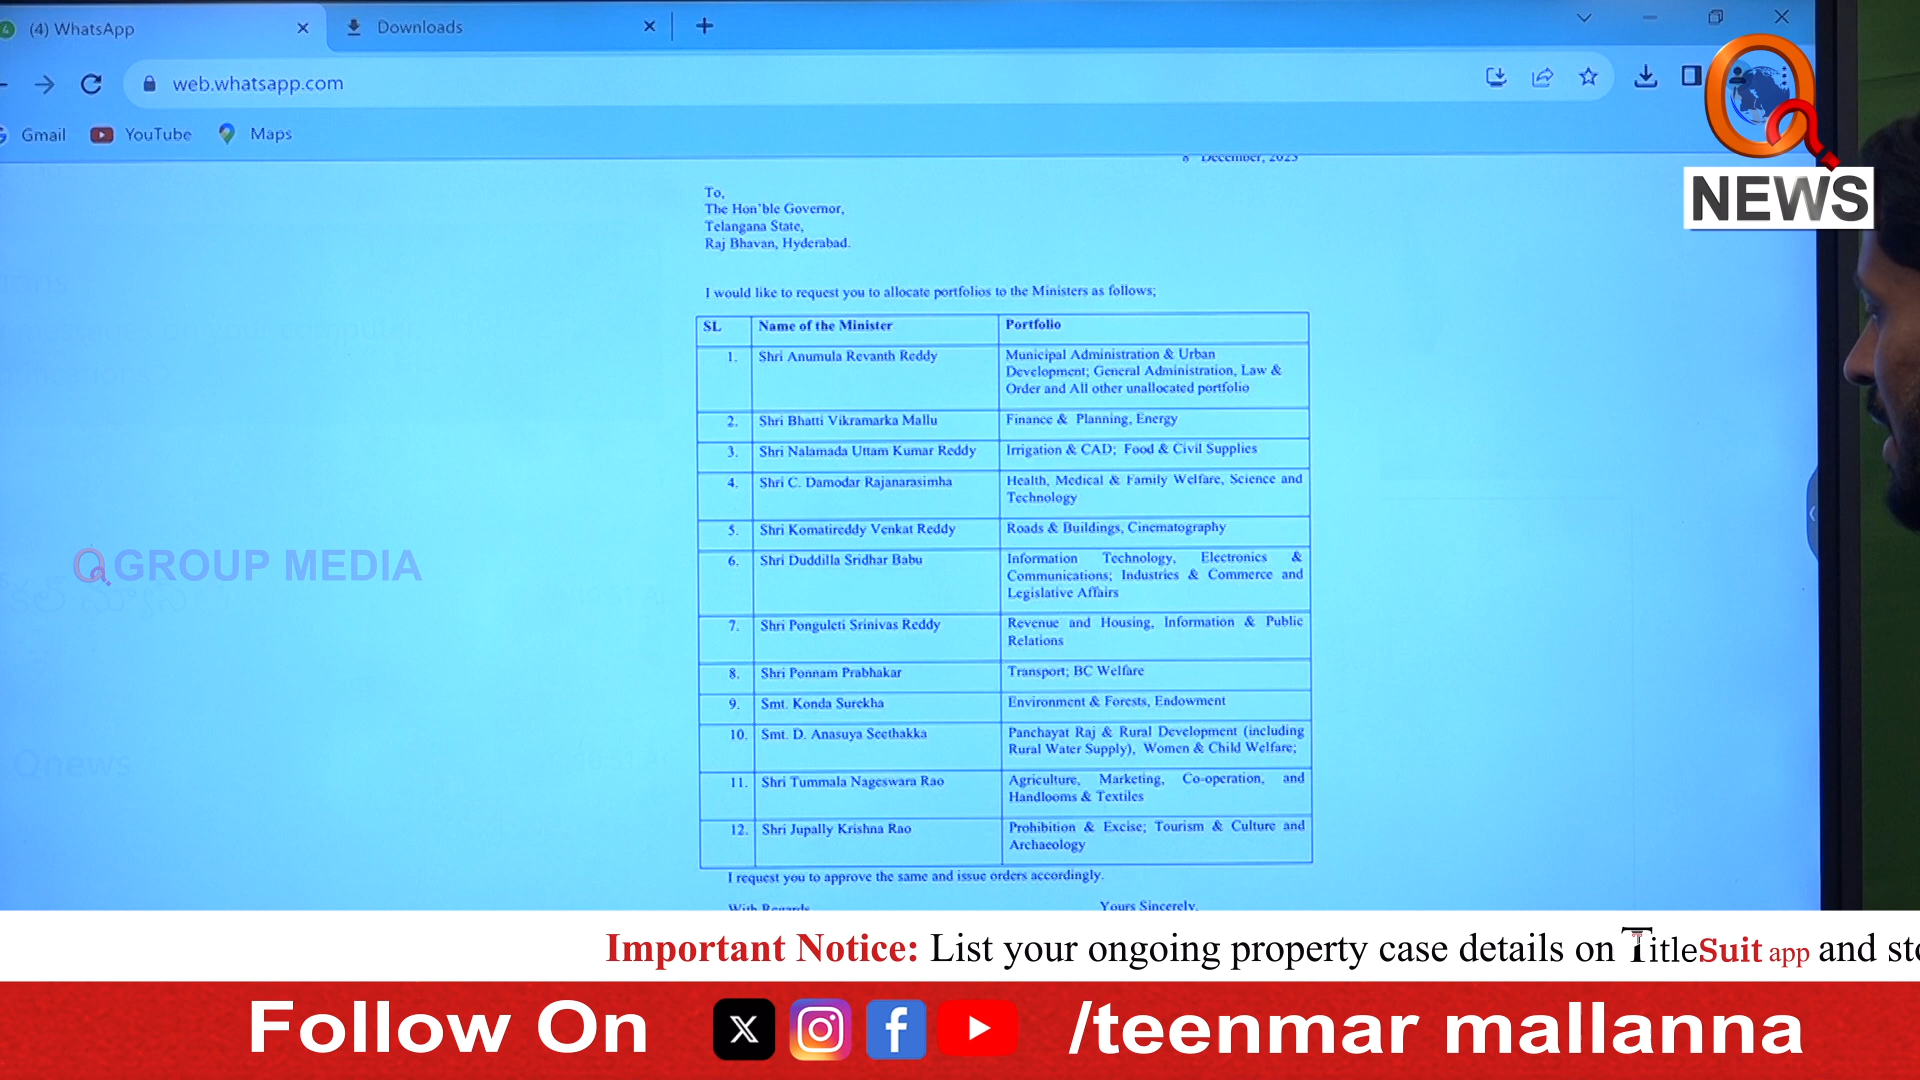 (4) WhatsApp
Downloads
web.whatsapp.com
Gmail YouTube Maps
NEWS
8 December, 2023
To,
The Hon'ble Governor,
Telangana State,
Raj Bhavan, Hyderabad.
I would like to request you to allocate portfolios to the Ministers as follows;
SL Name of the Minister Portfolio
1. Shri Anumula Revanth Reddy Municipal Administration & Urban
Development; General Administration, Law &
Order and All other unallocated portfolio
2. Shri Bhatti Vikramarka Mallu Finance & Planning, Energy
3. Shri Nalamada Uttam Kumar Reddy Irrigation & CAD; Food & Civil Supplies
4. Shri C. Damodar Rajanarasimha Health, Medical & Family Welfare, Science and
Technology
5. Shri Komatireddy Venkat Reddy Roads & Buildings, Cinematography
6. Shri Duddilla Sridhar Babu Information Technology, Electronics &
Communications; Industries & Commerce and
Legislative Affairs
7. Shri Ponguleti Srinivas Reddy Revenue and Housing, Information & Public
Relations
8. Shri Ponnam Prabhakar Transport; BC Welfare
9. Smt. Konda Surekha Environment & Forests, Endowment
10. Smt. D. Anasuya Seethakka Panchayat Raj & Rural Development (including
Rural Water Supply), Women & Child Welfare;
11. Shri Tummala Nageswara Rao Agriculture, Marketing, Co-operation, and
Handlooms & Textiles
12. Shri Jupally Krishna Rao Prohibition & Excise; Tourism & Culture and
Archaeology
I request you to approve the same and issue orders accordingly.
With Regards Yours Sincerely,
Q GROUP MEDIA
Qnews
Important Notice: List your ongoing property case details on TitleSuit app and
Follow On /teenmar mallanna